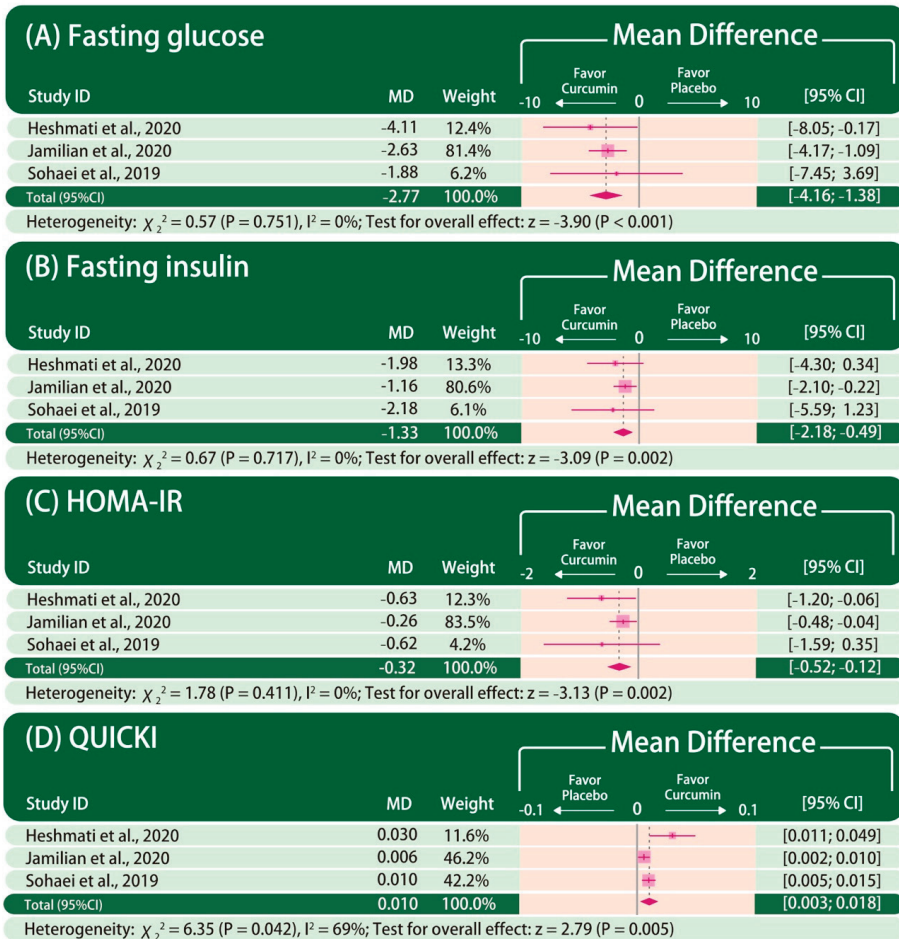 (A) Fasting glucose
Mean Difference
Favor Curcumin
Favor Placebo
Study ID MD Weight -10 0 10 [95% CI]
Heshmati et al., 2020 -4.11 12.4% [-8.05; -0.17]
Jamilian et al., 2020 -2.63 81.4% [-4.17; -1.09]
Sohaei et al., 2019 -1.88 6.2% [-7.45; 3.69]
Total (95%CI) -2.77 100.0% [-4.16; -1.38]
Heterogeneity: χ₂² = 0.57 (P = 0.751), I² = 0%; Test for overall effect: z = -3.90 (P < 0.001)
(B) Fasting insulin
Mean Difference
Favor Curcumin
Favor Placebo
Study ID MD Weight -10 0 10 [95% CI]
Heshmati et al., 2020 -1.98 13.3% [-4.30; 0.34]
Jamilian et al., 2020 -1.16 80.6% [-2.10; -0.22]
Sohaei et al., 2019 -2.18 6.1% [-5.59; 1.23]
Total (95%CI) -1.33 100.0% [-2.18; -0.49]
Heterogeneity: χ₂² = 0.67 (P = 0.717), I² = 0%; Test for overall effect: z = -3.09 (P = 0.002)
(C) HOMA-IR
Mean Difference
Favor Curcumin
Favor Placebo
Study ID MD Weight -2 0 2 [95% CI]
Heshmati et al., 2020 -0.63 12.3% [-1.20; -0.06]
Jamilian et al., 2020 -0.26 83.5% [-0.48; -0.04]
Sohaei et al., 2019 -0.62 4.2% [-1.59; 0.35]
Total (95%CI) -0.32 100.0% [-0.52; -0.12]
Heterogeneity: χ₂² = 1.78 (P = 0.411), I² = 0%; Test for overall effect: z = -3.13 (P = 0.002)
(D) QUICKI
Mean Difference
Favor Placebo
Favor Curcumin
Study ID MD Weight -0.1 0 0.1 [95% CI]
Heshmati et al., 2020 0.030 11.6% [0.011; 0.049]
Jamilian et al., 2020 0.006 46.2% [0.002; 0.010]
Sohaei et al., 2019 0.010 42.2% [0.005; 0.015]
Total (95%CI) 0.010 100.0% [0.003; 0.018]
Heterogeneity: χ₂² = 6.35 (P = 0.042), I² = 69%; Test for overall effect: z = 2.79 (P = 0.005)